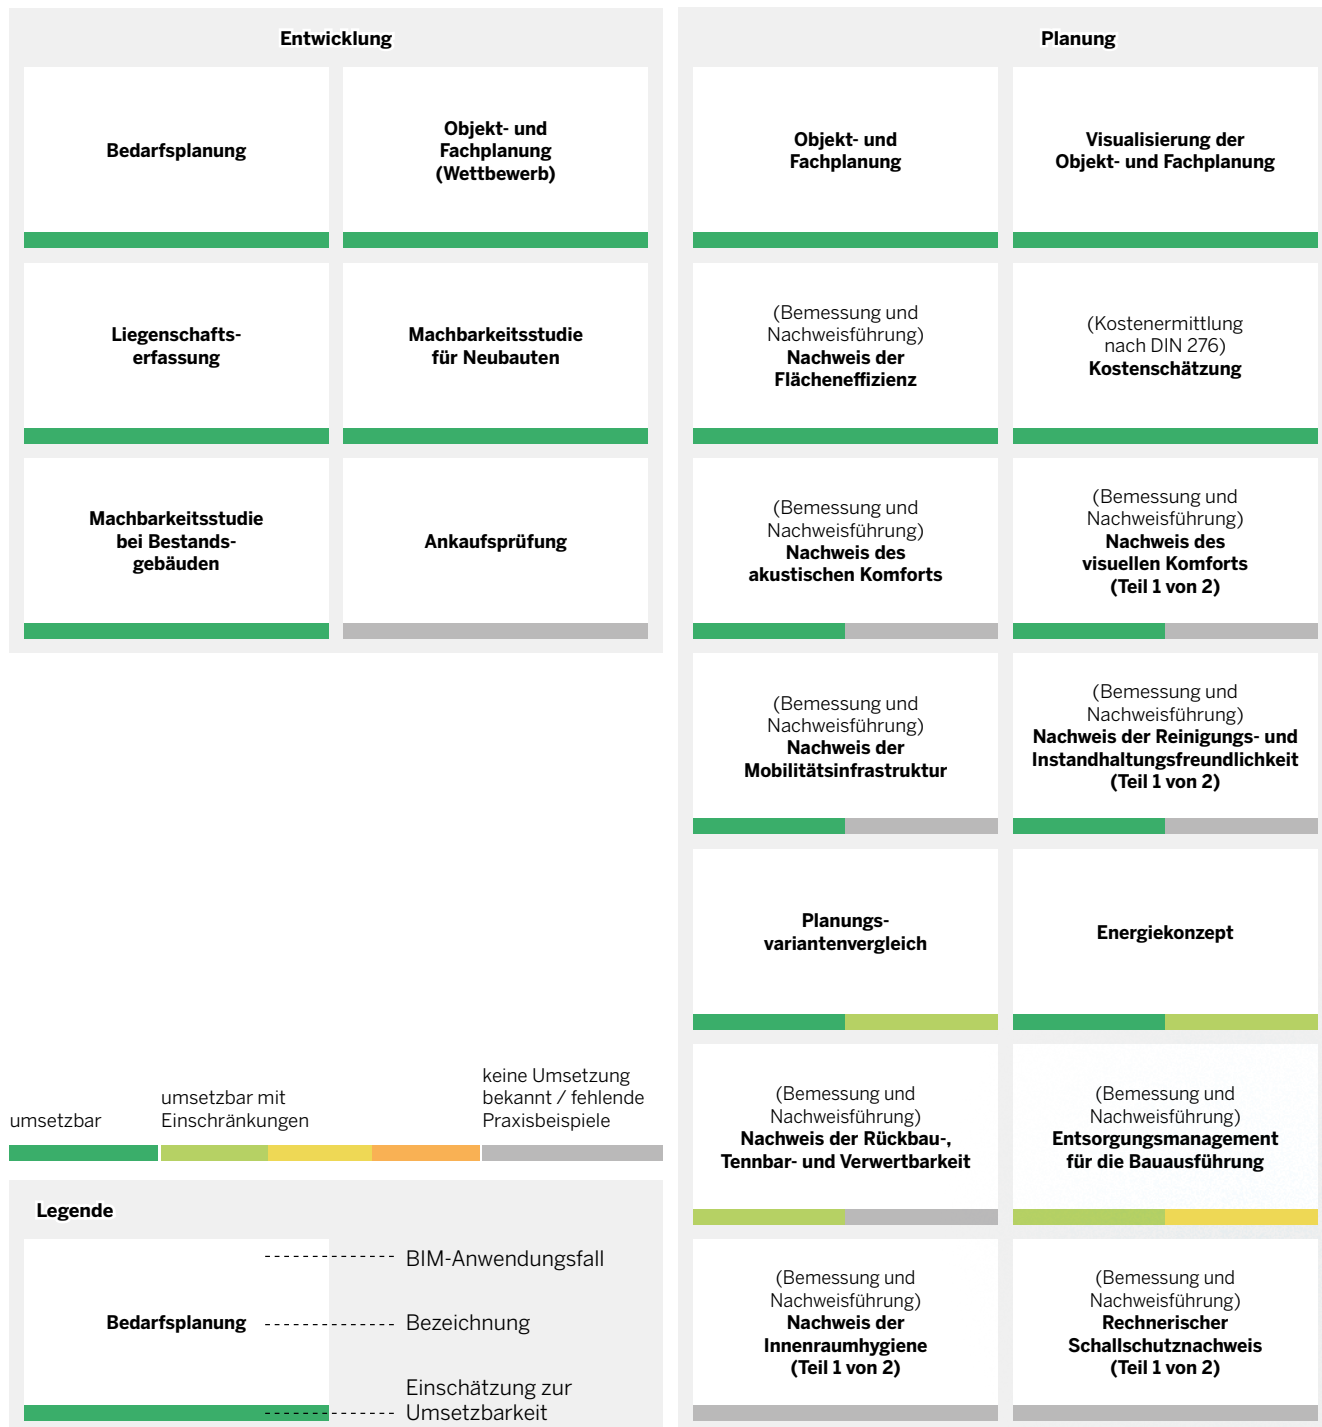 Entwicklung
Bedarfsplanung
Objekt- und
Fachplanung
(Wettbewerb)
Liegenschafts-
erfassung
Machbarkeitsstudie
für Neubauten
Machbarkeitsstudie
bei Bestands-
gebäuden
Ankaufsprüfung
umsetzbar
umsetzbar mit
Einschränkungen
keine Umsetzung
bekannt / fehlende
Praxisbeispiele
Legende
Bedarfsplanung
BIM-Anwendungsfall
Bezeichnung
Einschätzung zur
Umsetzbarkeit
Planung
Objekt- und
Fachplanung
Visualisierung der
Objekt- und Fachplanung
(Bemessung und
Nachweisführung)
Nachweis der
Flächeneffizienz
(Kostenermittlung
nach DIN 276)
Kostenschätzung
(Bemessung und
Nachweisführung)
Nachweis des
akustischen Komforts
(Bemessung und
Nachweisführung)
Nachweis des
visuellen Komforts
(Teil 1 von 2)
(Bemessung und
Nachweisführung)
Nachweis der
Mobilitätsinfrastruktur
(Bemessung und
Nachweisführung)
Nachweis der Reinigungs- und
Instandhaltungsfreundlichkeit
(Teil 1 von 2)
Planungs-
variantenvergleich
Energiekonzept
(Bemessung und
Nachweisführung)
Nachweis der Rückbau-,
Tennbar- und Verwertbarkeit
(Bemessung und
Nachweisführung)
Entsorgungsmanagement
für die Bauausführung
(Bemessung und
Nachweisführung)
Nachweis der
Innenraumhygiene
(Teil 1 von 2)
(Bemessung und
Nachweisführung)
Rechnerischer
Schallschutznachweis
(Teil 1 von 2)